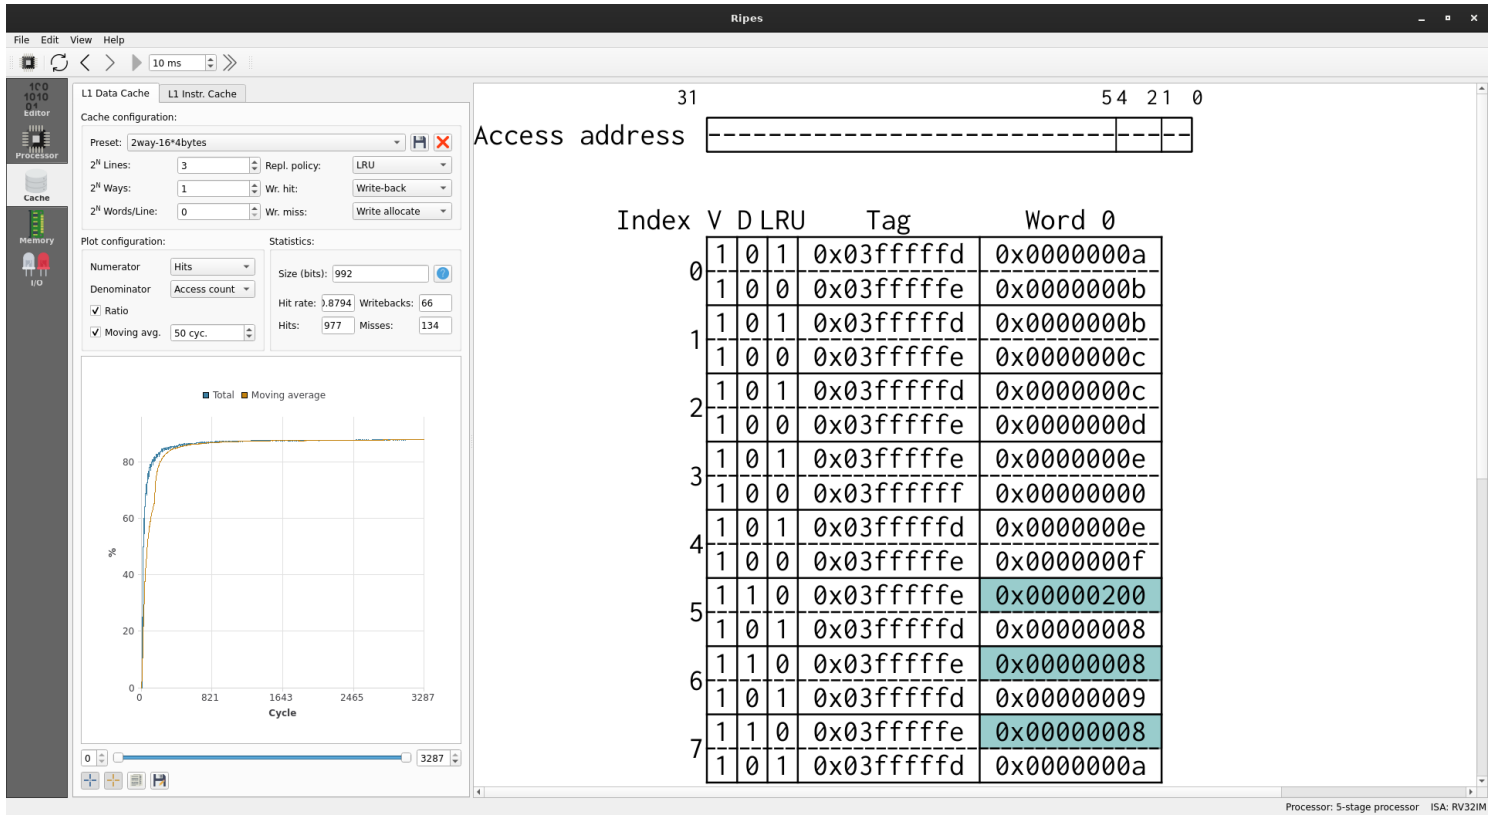 Ripes
File Edit View Help
10 ms
Editor
Processor
Cache
Memory
I/O
L1 Data Cache L1 Instr. Cache
Cache configuration:
Preset: 2way-16*4bytes
2^N Lines: 3 Repl. policy: LRU
2^N Ways: 1 Wr. hit: Write-back
2^N Words/Line: 0 Wr. miss: Write allocate
Plot configuration: Statistics:
Numerator Hits
Denominator Access count
Ratio
Moving avg. 50 cyc.
Size (bits): 992
Hit rate: .8794 Writebacks: 66
Hits: 977 Misses: 134
Total Moving average
80
60
%
40
20
0
0 821 1643 2465 3287
Cycle
0 3287
31 5 4 2 1 0
Access address
Index V D LRU Tag Word 0
0
1 0 1 0x03fffffd 0x0000000a
1 0 0 0x03fffffe 0x0000000b
1
1 0 1 0x03fffffd 0x0000000b
1 0 0 0x03fffffe 0x0000000c
2
1 0 1 0x03fffffd 0x0000000c
1 0 0 0x03fffffe 0x0000000d
3
1 0 1 0x03fffffe 0x0000000e
1 0 0 0x03ffffff 0x00000000
4
1 0 1 0x03fffffd 0x0000000e
1 0 0 0x03fffffe 0x0000000f
5
1 1 0 0x03fffffe 0x00000200
1 0 1 0x03fffffd 0x00000008
6
1 1 0 0x03fffffe 0x00000008
1 0 1 0x03fffffd 0x00000009
7
1 1 0 0x03fffffe 0x00000008
1 0 1 0x03fffffd 0x0000000a
Processor: 5-stage processor ISA: RV32IM